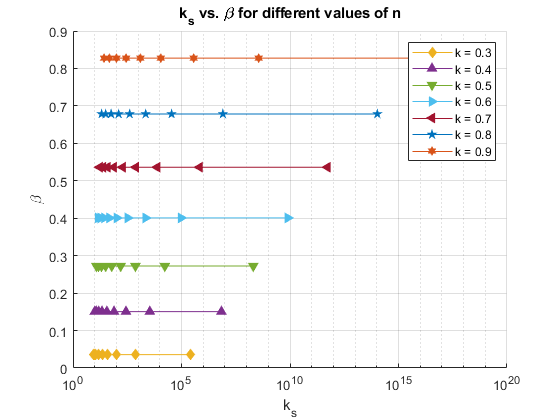 k_s vs. β for different values of n
0.9
0.8
0.7
0.6
0.5
0.4
0.3
0.2
0.1
0
β
k = 0.3
k = 0.4
k = 0.5
k = 0.6
k = 0.7
k = 0.8
k = 0.9
10^0 10^5 10^10 10^15 10^20
k_s